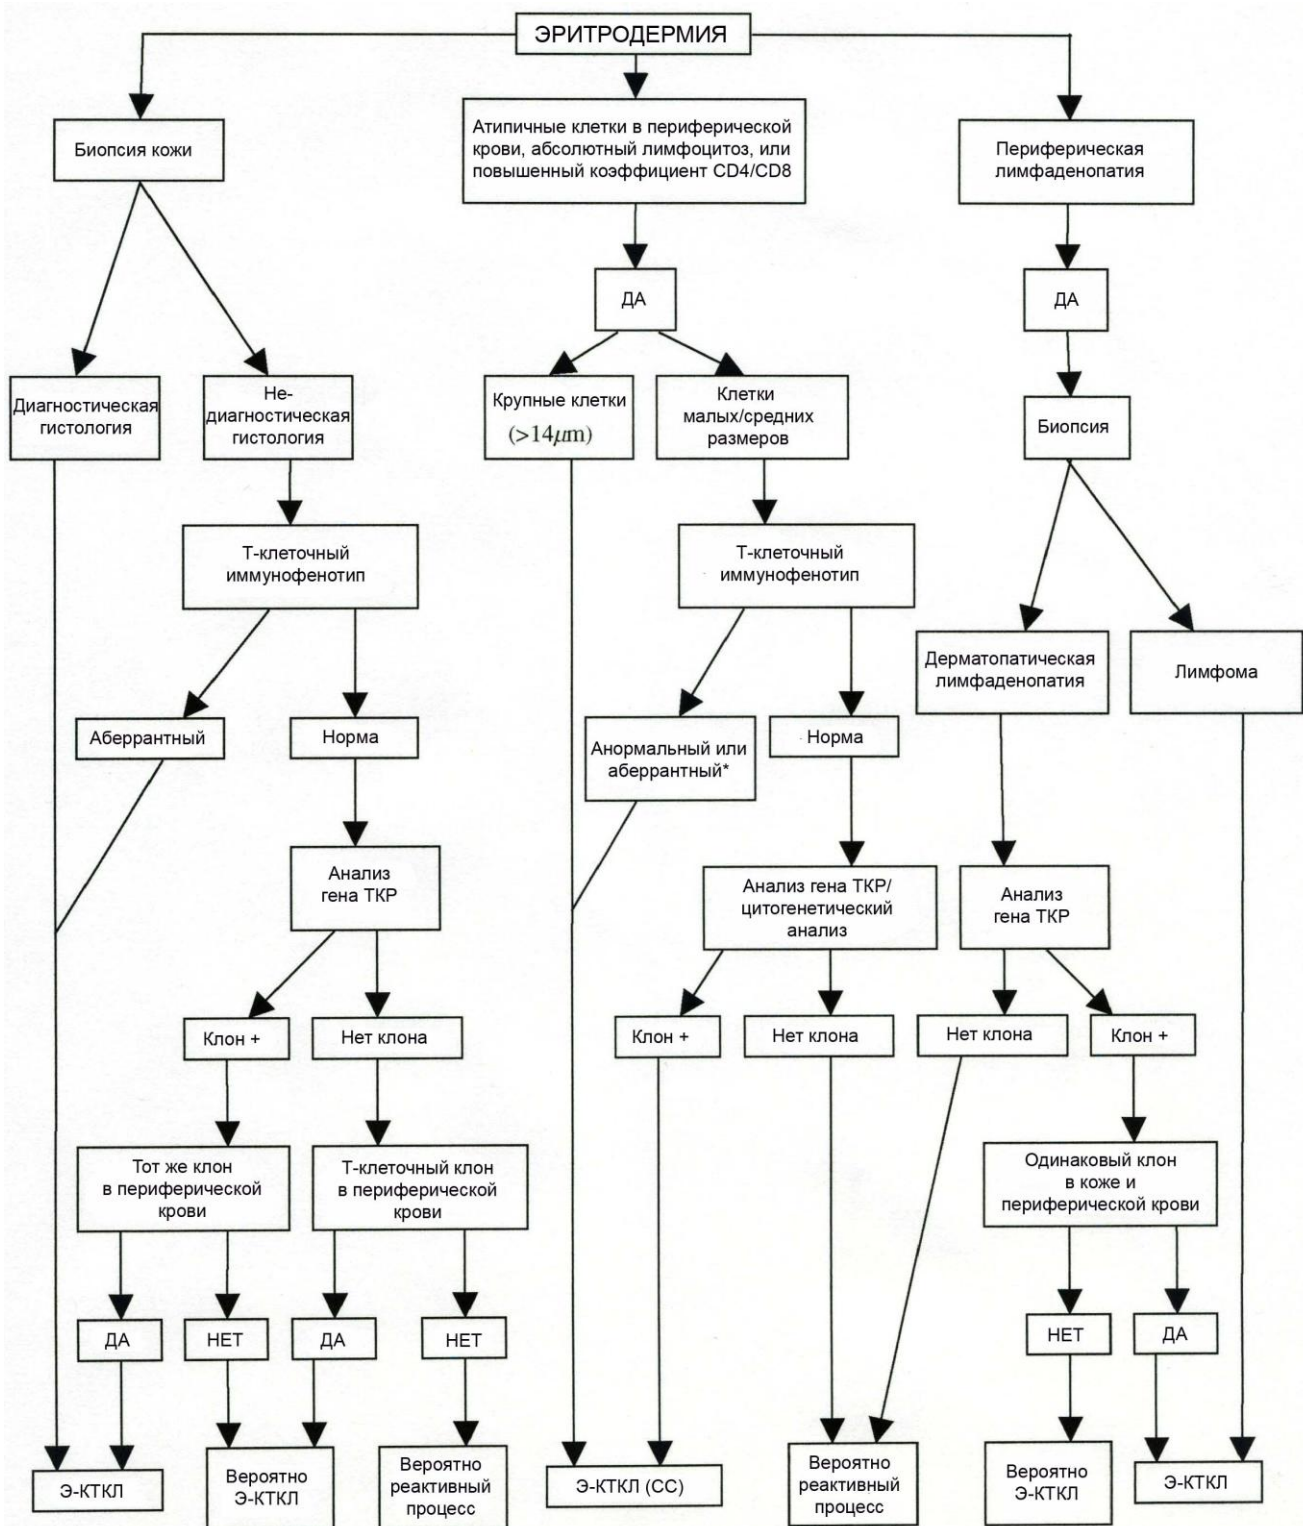 ЭРИТРОДЕРМИЯ
Биопсия кожи
Атипичные клетки в периферической
крови, абсолютный лимфоцитоз, или
повышенный коэффициент CD4/CD8
Периферическая
лимфаденопатия
ДА
ДА
Диагностическая
гистология
Не-
диагностическая
гистология
Крупные клетки
(>14μm)
Клетки
малых/средних
размеров
Биопсия
Т-клеточный
иммунофенотип
Т-клеточный
иммунофенотип
Дерматопатическая
лимфаденопатия
Лимфома
Аберрантный
Норма
Анормальный или
аберрантный*
Норма
Анализ
гена ТКР
Анализ гена ТКР/
цитогенетический
анализ
Анализ
гена ТКР
Клон +
Нет клона
Клон +
Нет клона
Нет клона
Клон +
Тот же клон
в периферической
крови
Т-клеточный клон
в периферической
крови
Одинаковый клон
в коже и
периферической крови
ДА
НЕТ
ДА
НЕТ
НЕТ
ДА
Э-КТКЛ
Вероятно
Э-КТКЛ
Вероятно
реактивный
процесс
Э-КТКЛ (СС)
Вероятно
реактивный
процесс
Вероятно
Э-КТКЛ
Э-КТКЛ